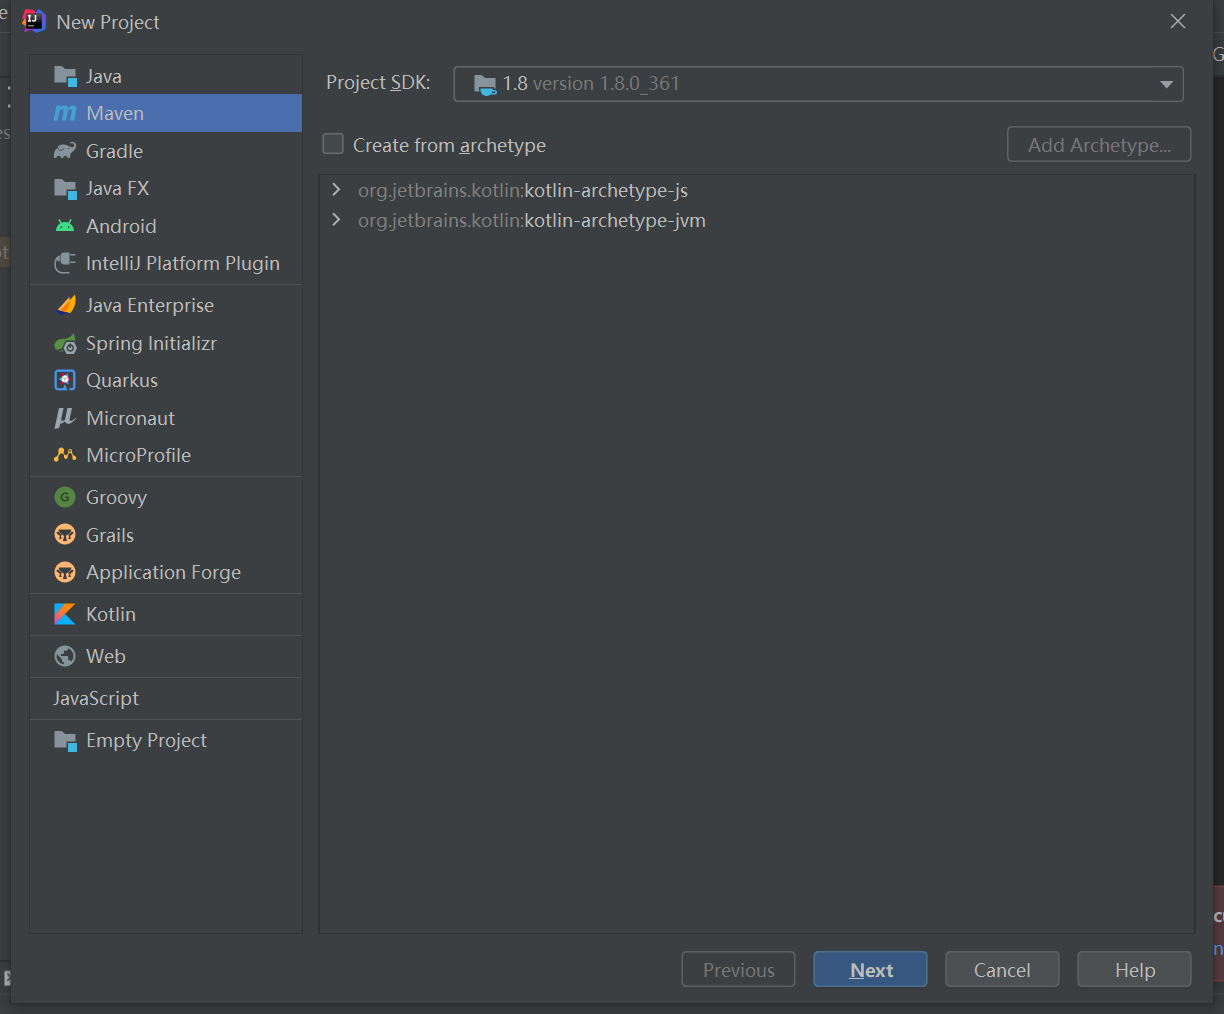 New Project
Java
Maven
Gradle
Java FX
Android
IntelliJ Platform Plugin
Java Enterprise
Spring Initializr
Quarkus
Micronaut
MicroProfile
Groovy
Grails
Application Forge
Kotlin
Web
JavaScript
Empty Project
Project SDK:
1.8 version 1.8.0_361
Create from archetype
Add Archetype...
org.jetbrains.kotlin:kotlin-archetype-js
org.jetbrains.kotlin:kotlin-archetype-jvm
Previous
Next
Cancel
Help